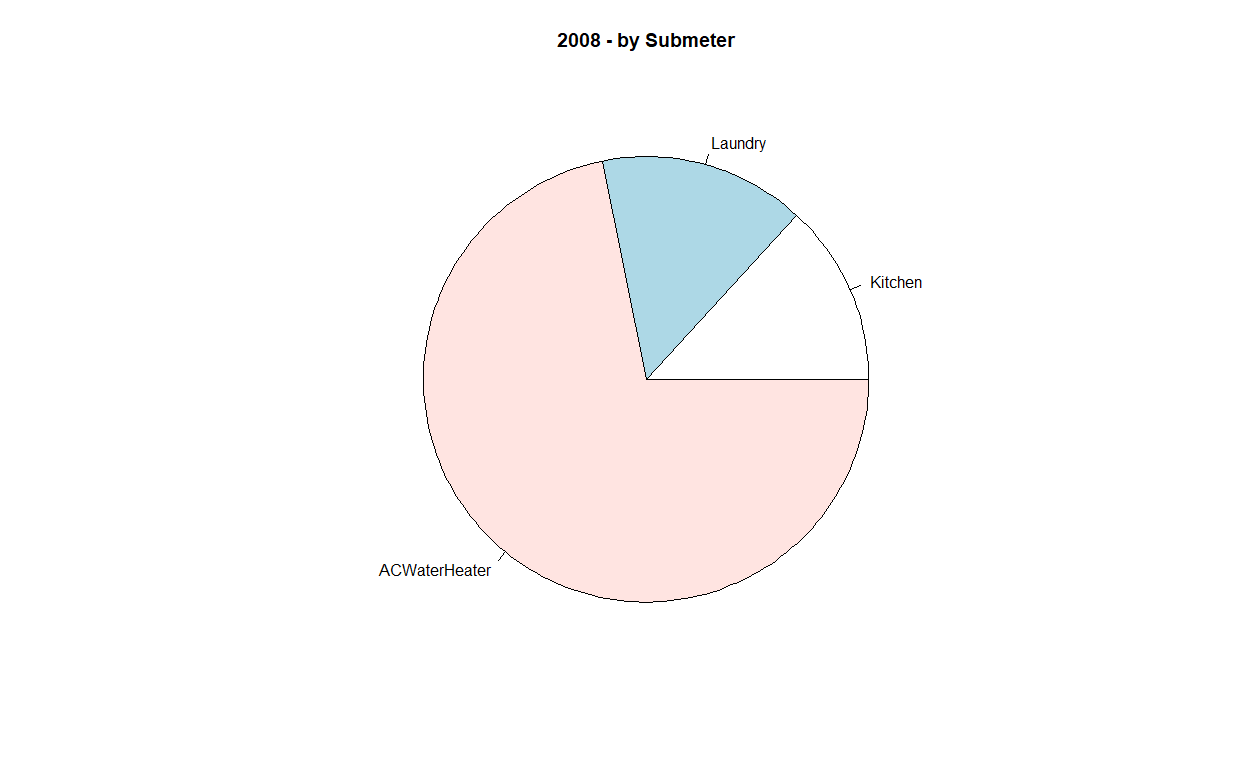 2008 - by Submeter
Laundry
Kitchen
ACWaterHeater